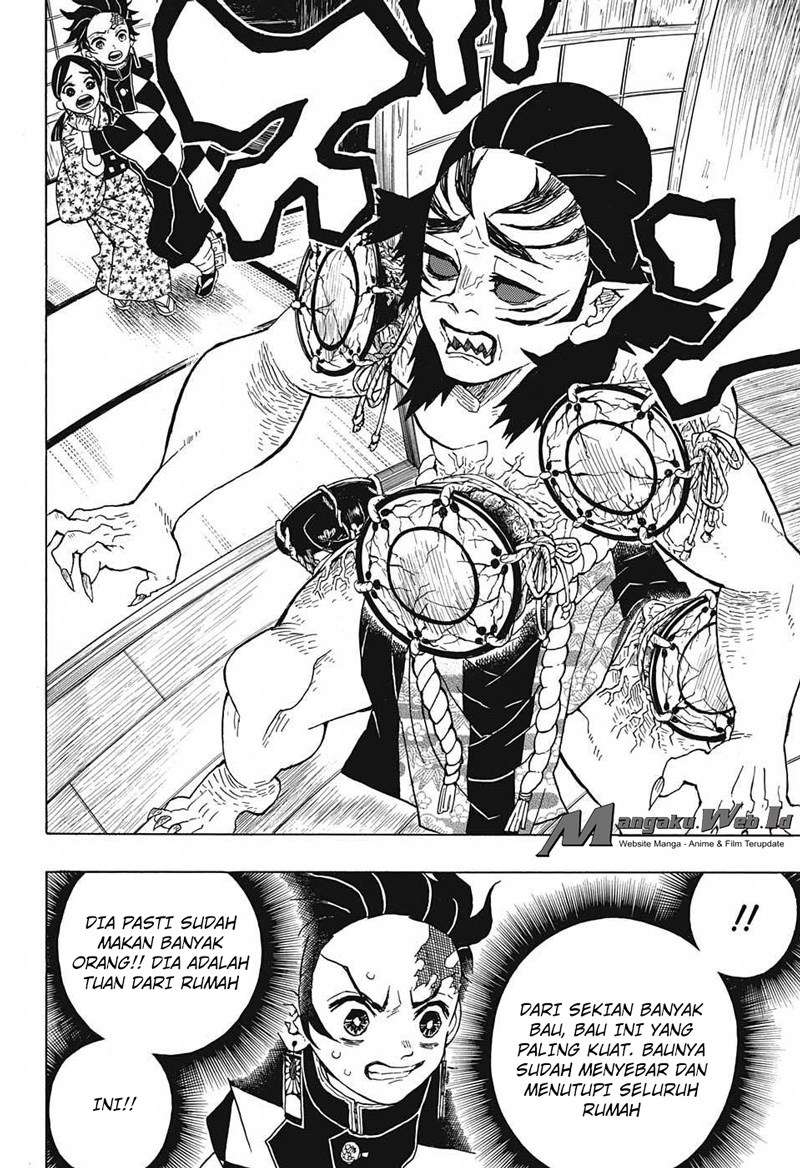 Mangaku.Web.Id
Website Manga - Anime & Film Terupdate
!!
DARI SEKIAN BANYAK
BAU, BAU INI YANG
PALING KUAT. BAUNYA
SUDAH MENYEBAR DAN
MENUTUPI SELURUH
RUMAH
DIA PASTI SUDAH
MAKAN BANYAK
ORANG!! DIA ADALAH
TUAN DARI RUMAH
INI!!